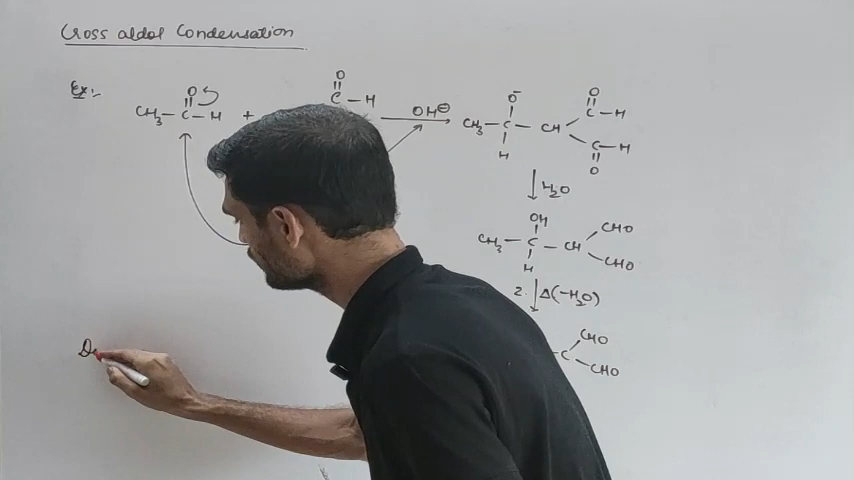 Cross aldol Condensation
Ex:-
O
CH3 - C - H +
O
C - H
OH⊖
O-
CH3 - C - CH
H
O
C - H
C - H
O
H2O
OH
CH3 - C - CH
H
CHO
CHO
2. Δ(-H2O)
C
CHO
CHO